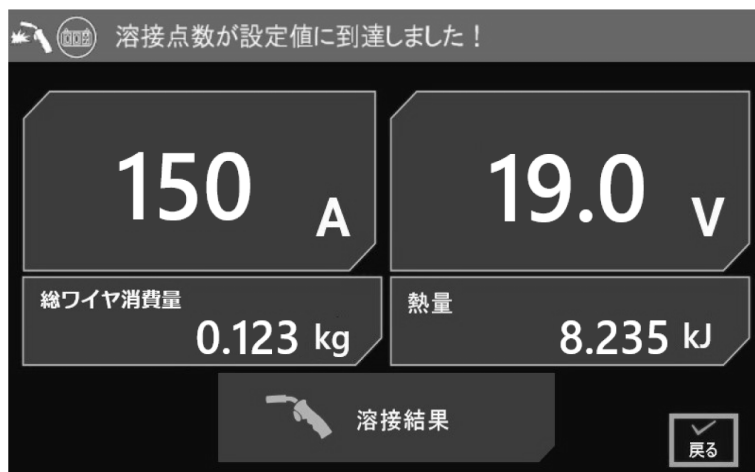 溶接点数が設定値に到達しました！
150 A
19.0 V
総ワイヤ消費量
0.123 kg
熱量
8.235 kJ
溶接結果
戻る